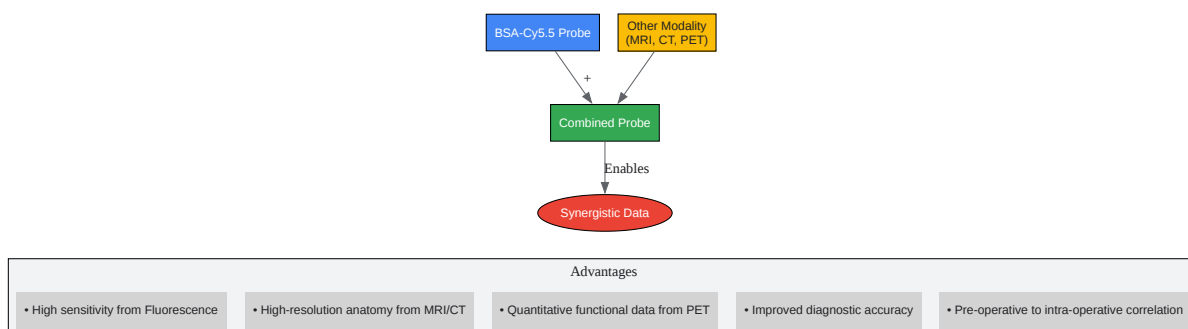 BSA-Cy5.5 Probe
Other Modality
(MRI, CT, PET)
+
Combined Probe
Enables
Synergistic Data
Advantages
• High sensitivity from Fluorescence
• High-resolution anatomy from MRI/CT
• Quantitative functional data from PET
• Improved diagnostic accuracy
• Pre-operative to intra-operative correlation